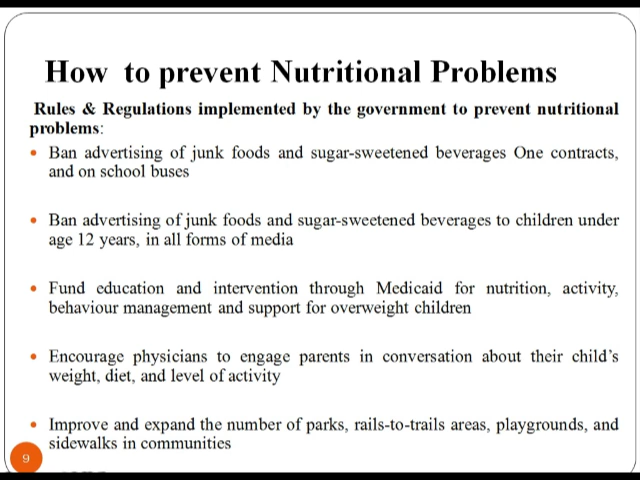 How to prevent Nutritional Problems
Rules & Regulations implemented by the government to prevent nutritional
problems:
• Ban advertising of junk foods and sugar-sweetened beverages One contracts,
and on school buses
• Ban advertising of junk foods and sugar-sweetened beverages to children under
age 12 years, in all forms of media
• Fund education and intervention through Medicaid for nutrition, activity,
behaviour management and support for overweight children
• Encourage physicians to engage parents in conversation about their child's
weight, diet, and level of activity
• Improve and expand the number of parks, rails-to-trails areas, playgrounds, and
sidewalks in communities
9